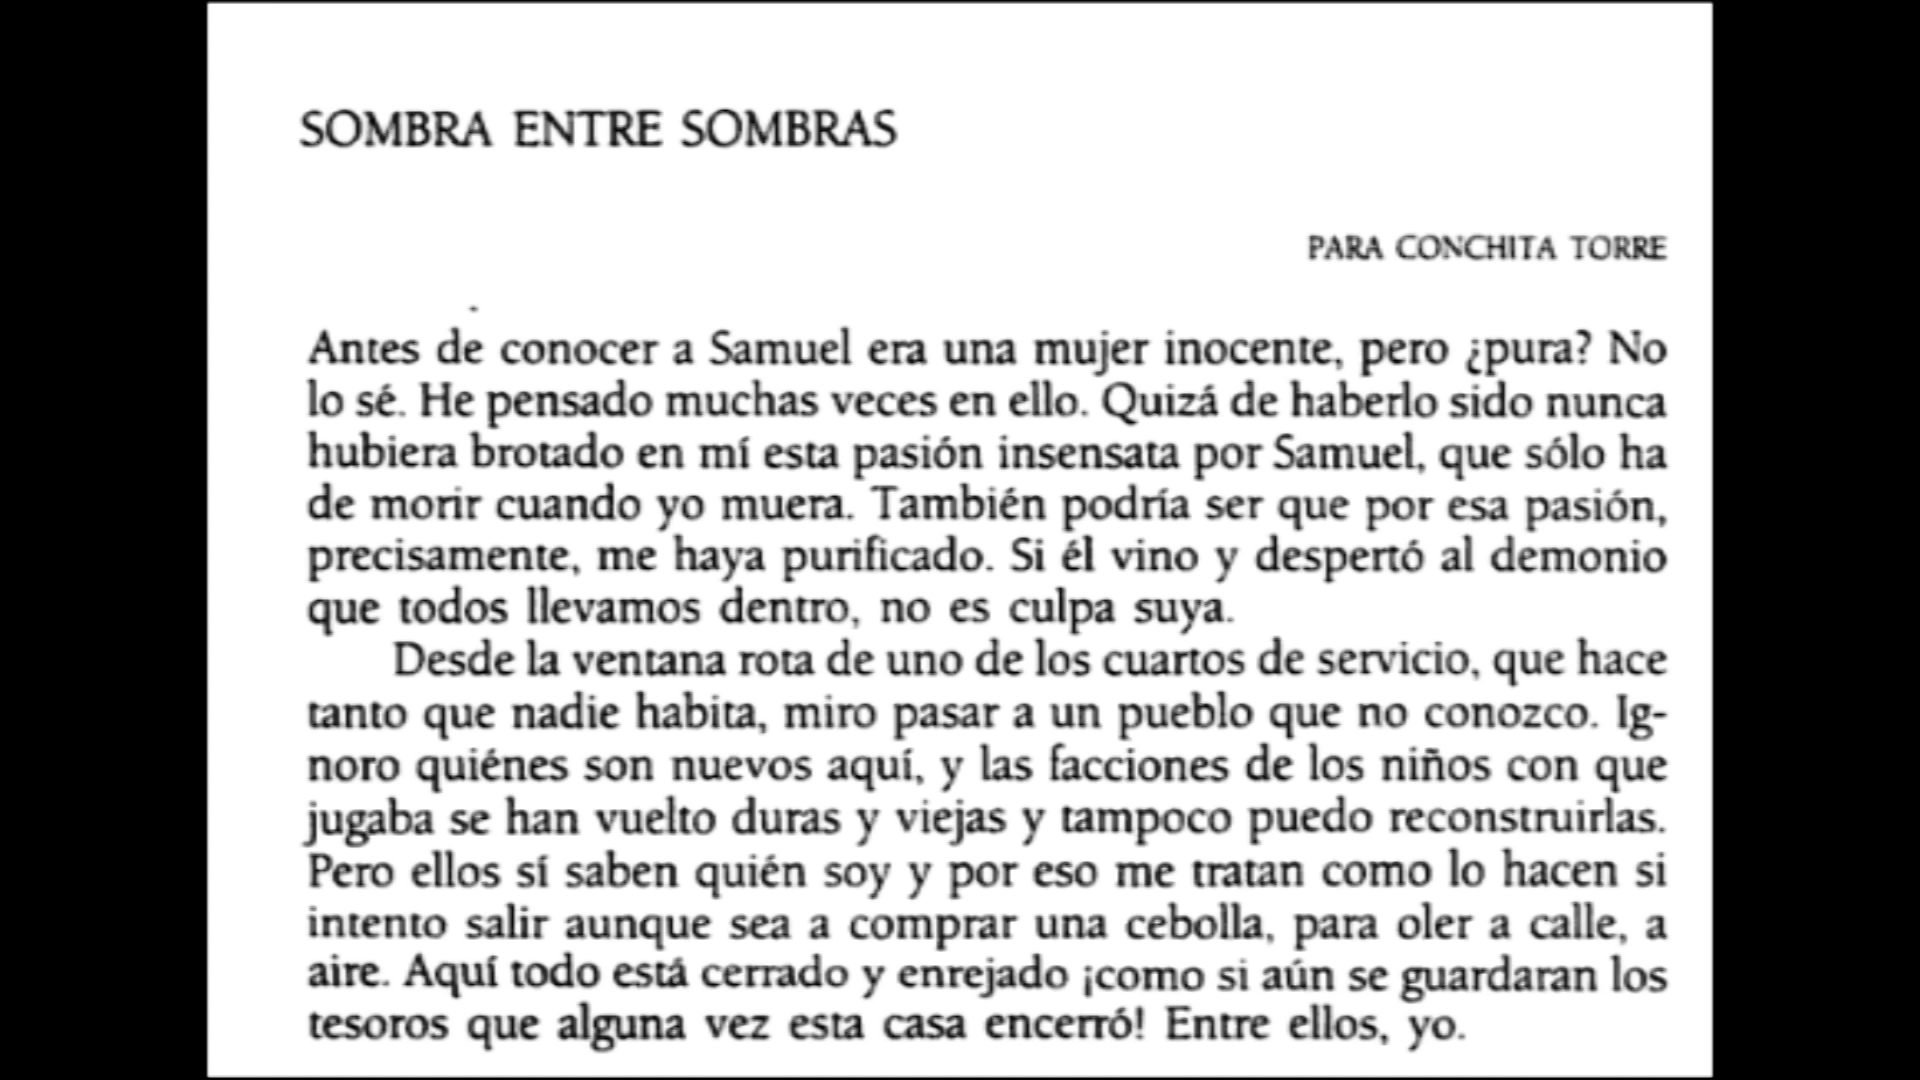 SOMBRA ENTRE SOMBRAS
PARA CONCHITA TORRE
Antes de conocer a Samuel era una mujer inocente, pero ¿pura? No
lo sé. He pensado muchas veces en ello. Quizá de haberlo sido nunca
hubiera brotado en mí esta pasión insensata por Samuel, que sólo ha
de morir cuando yo muera. También podría ser que por esa pasión,
precisamente, me haya purificado. Si él vino y despertó al demonio
que todos llevamos dentro, no es culpa suya.
Desde la ventana rota de uno de los cuartos de servicio, que hace
tanto que nadie habita, miro pasar a un pueblo que no conozco. Ig-
noro quiénes son nuevos aquí, y las facciones de los niños con que
jugaba se han vuelto duras y viejas y tampoco puedo reconstruirlas.
Pero ellos sí saben quién soy y por eso me tratan como lo hacen si
intento salir aunque sea a comprar una cebolla, para oler a calle, a
aire. Aquí todo está cerrado y enrejado ¡como si aún se guardaran los
tesoros que alguna vez esta casa encerró! Entre ellos, yo.